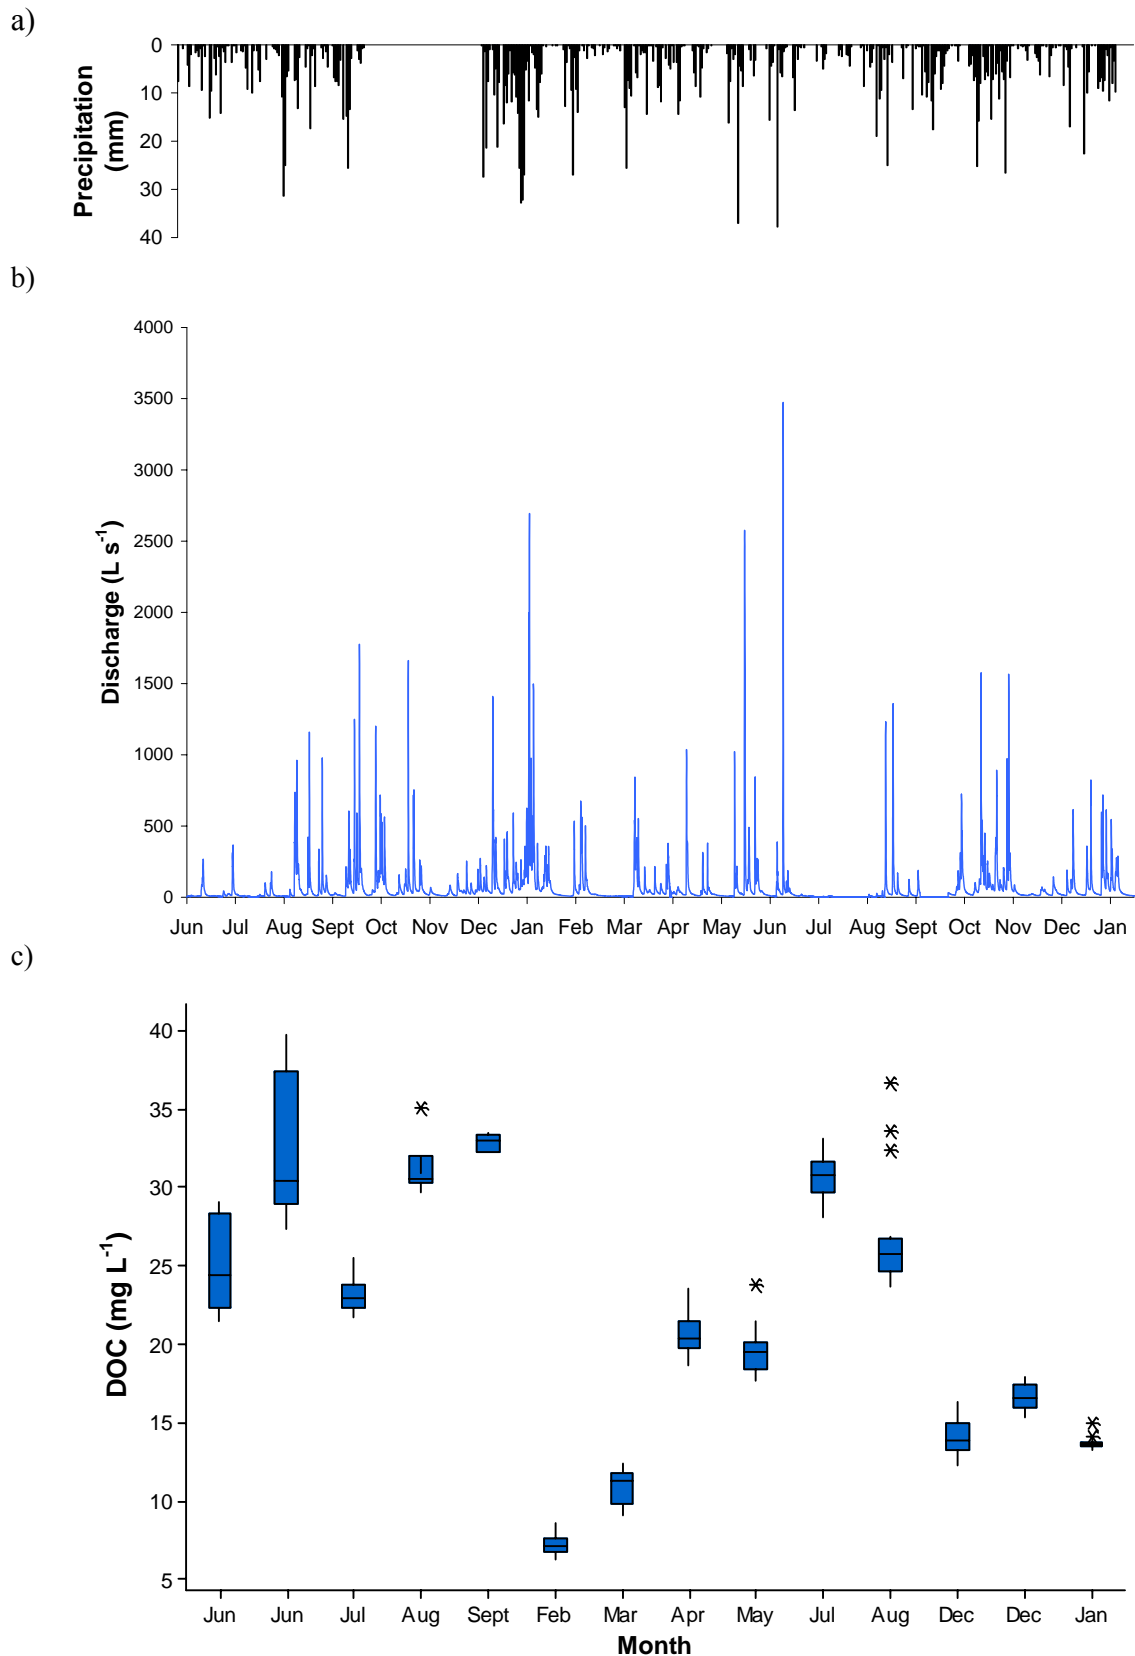 a)
0
10
20
30
40
Precipitation
(mm)
b)
4000
3500
3000
2500
2000
1500
1000
500
0
Discharge (L s⁻¹)
Jun Jul Aug Sept Oct Nov Dec Jan Feb Mar Apr May Jun Jul Aug Sept Oct Nov Dec Jan
c)
40
35
30
25
20
15
10
5
DOC (mg L⁻¹)
Jun Jun Jul Aug Sept Feb Mar Apr May Jul Aug Dec Dec Jan
Month